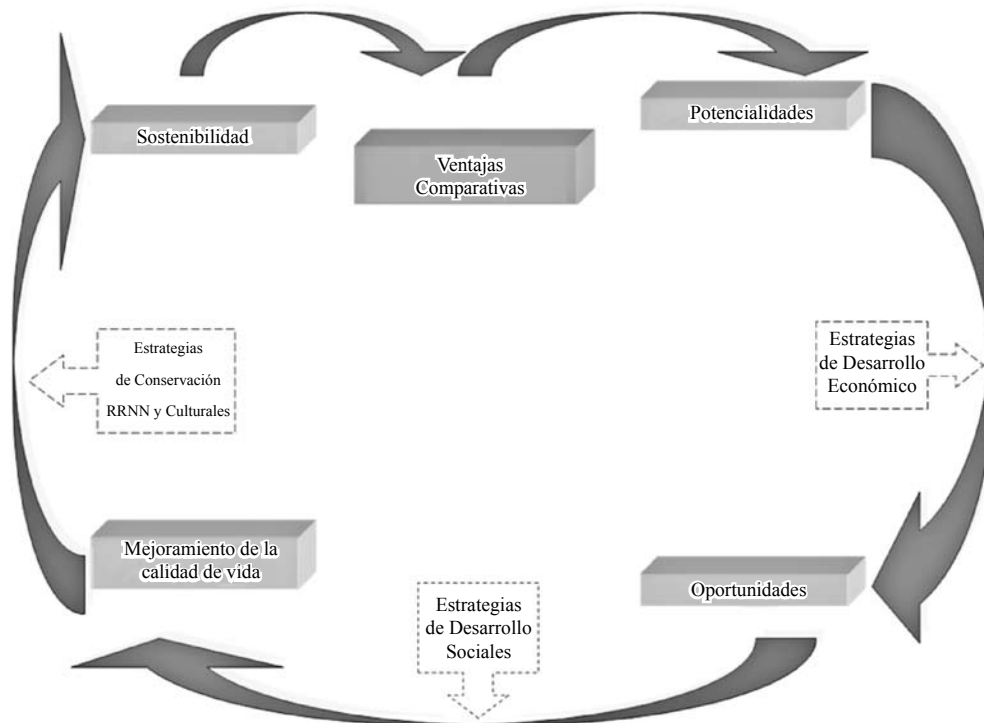 Sostenibilidad
Ventajas
Comparativas
Potencialidades
Estrategias
de Conservación
RRNN y Culturales
Estrategias
de Desarrollo
Económico
Mejoramiento de la
calidad de vida
Estrategias
de Desarrollo
Sociales
Oportunidades